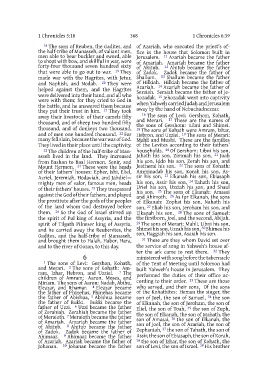 1 Chronicles 5:18
348
1 Chronicles 6:39
18 The sons of Reuben, the Gadites, and
the half-tribe of Manasseh, of valiant men,
men able to bear buckler and sword, able
to shoot with bow, and skillful in war, were
forty-four thousand seven hundred sixty
that were able to go out to war. 19 They
made war with the Hagrites, with Jetur,
and Naphish, and Nodab. 20 They were
helped against them, and the Hagrites
were delivered into their hand, and all who
were with them; for they cried to God in
the battle, and he answered them because
they put their trust in him. 21 They took
away their livestock: of their camels fifty
thousand, and of sheep two hundred fifty
thousand, and of donkeys two thousand,
and of men one hundred thousand. 22 For
many fell slain, because the war was of God.
They lived in their place until the captivity.
23 The children of the half-tribe of Manasseh
lived in the land. They increased
from Bashan to Baal Hermon, Senir, and
Mount Hermon. 24 These were the heads
of their fathers' houses: Epher, Ishi, Eliel,
Azriel, Jeremiah, Hodaviah, and Jahdiel—
mighty men of valor, famous men, heads
of their fathers' houses. 25 They trespassed
against the God of their fathers, and played
the prostitute after the gods of the peoples
of the land whom God destroyed before
them. 26 So the God of Israel stirred up
the spirit of Pul king of Assyria, and the
spirit of Tilgath Pilneser king of Assyria,
and he carried away the Reubenites, the
Gadites, and the half-tribe of Manasseh,
and brought them to Halah, Habor, Hara,
and to the river of Gozan, to this day.
6
1 The sons of Levi: Gershon, Kohath,
and Merari. 2 The sons of Kohath: Amram,
Izhar, Hebron, and Uzziel. 3 The
children of Amram: Aaron, Moses, and
Miriam. The sons of Aaron: Nadab, Abihu,
Eleazar, and Ithamar. 4 Eleazar became
the father of Phinehas, Phinehas became
the father of Abishua, 5 Abishua became
the father of Bukki. Bukki became the
father of Uzzi. 6 Uzzi became the father
of Zerahiah. Zerahiah became the father
of Meraioth. 7 Meraioth became the father
of Amariah. Amariah became the father
of Ahitub. 8 Ahitub became the father
of Zadok. Zadok became the father of
Ahimaaz. 9 Ahimaaz became the father
of Azariah. Azariah became the father of
Johanan. 10 Johanan became the father
of Azariah, who executed the priest's office
in the house that Solomon built in
Jerusalem. 11 Azariah became the father
of Amariah. Amariah became the father
of Ahitub. 12 Ahitub became the father
of Zadok. Zadok became the father of
Shallum. 13 Shallum became the father
of Hilkiah. Hilkiah became the father of
Azariah. 14 Azariah became the father of
Seraiah. Seraiah became the father of Jehozadak.
15 Jehozadak went into captivity
when Yahweh carried Judah and Jerusalem
away by the hand of Nebuchadnezzar.
16 The sons of Levi: Gershom, Kohath,
and Merari. 17 These are the names of
the sons of Gershom: Libni and Shimei.
18 The sons of Kohath were Amram, Izhar,
Hebron, and Uzziel. 19 The sons of Merari:
Mahli and Mushi. These are the families
of the Levites according to their fathers'
households. 20 Of Gershom: Libni his son,
Jahath his son, Zimmah his son, 21 Joah
his son, Iddo his son, Zerah his son, and
Jeatherai his son. 22 The sons of Kohath:
Amminadab his son, Korah his son, Assir
his son, 23 Elkanah his son, Ebiasaph
his son, Assir his son, 24 Tahath his son,
Uriel his son, Uzziah his son, and Shaul
his son. 25 The sons of Elkanah: Amasai
and Ahimoth. 26 As for Elkanah, the sons
of Elkanah: Zophai his son, Nahath his
son, 27 Eliab his son, Jeroham his son, and
Elkanah his son. 28 The sons of Samuel:
the firstborn, Joel, and the second, Abijah.
29 The sons of Merari: Mahli, Libni his son,
Shimei his son, Uzzah his son, 30 Shimea his
son, Haggiah his son, Asaiah his son.
31 These are they whom David set over
the service of song in Yahweh's house after
the ark came to rest there. 32 They
ministered with song before the tabernacle
of the Tent of Meeting until Solomon had
built Yahweh's house in Jerusalem. They
performed the duties of their office according
to their order. 33 These are those
who served, and their sons. Of the sons
of the Kohathites: Heman the singer, the
son of Joel, the son of Samuel, 34 the son
of Elkanah, the son of Jeroham, the son of
Eliel, the son of Toah, 35 the son of Zuph,
the son of Elkanah, the son of Mahath, the
son of Amasai, 36 the son of Elkanah, the
son of Joel, the son of Azariah, the son of
Zephaniah, 37 the son of Tahath, the son of
Assir, the son of Ebiasaph, the son of Korah,
38 the son of Izhar, the son of Kohath, the
son of Levi, the son of Israel. 39 His brother